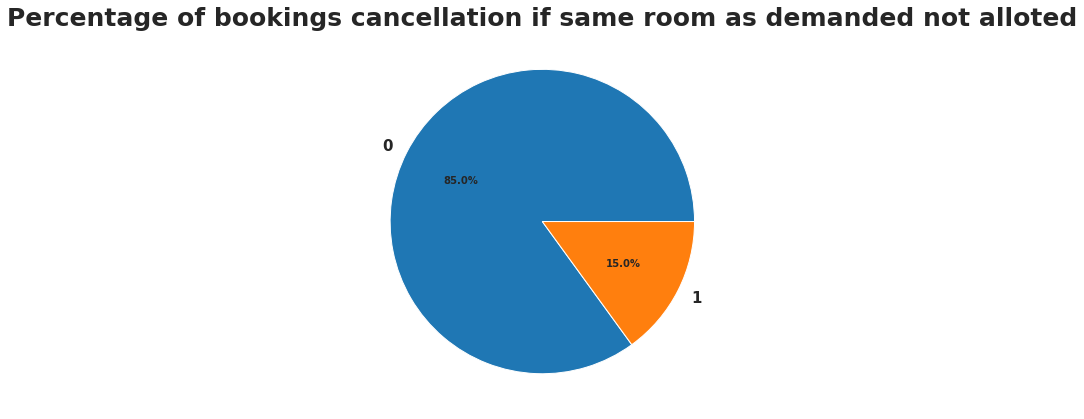 Percentage of bookings cancellation if same room as demanded not alloted
0
85.0%
15.0%
1